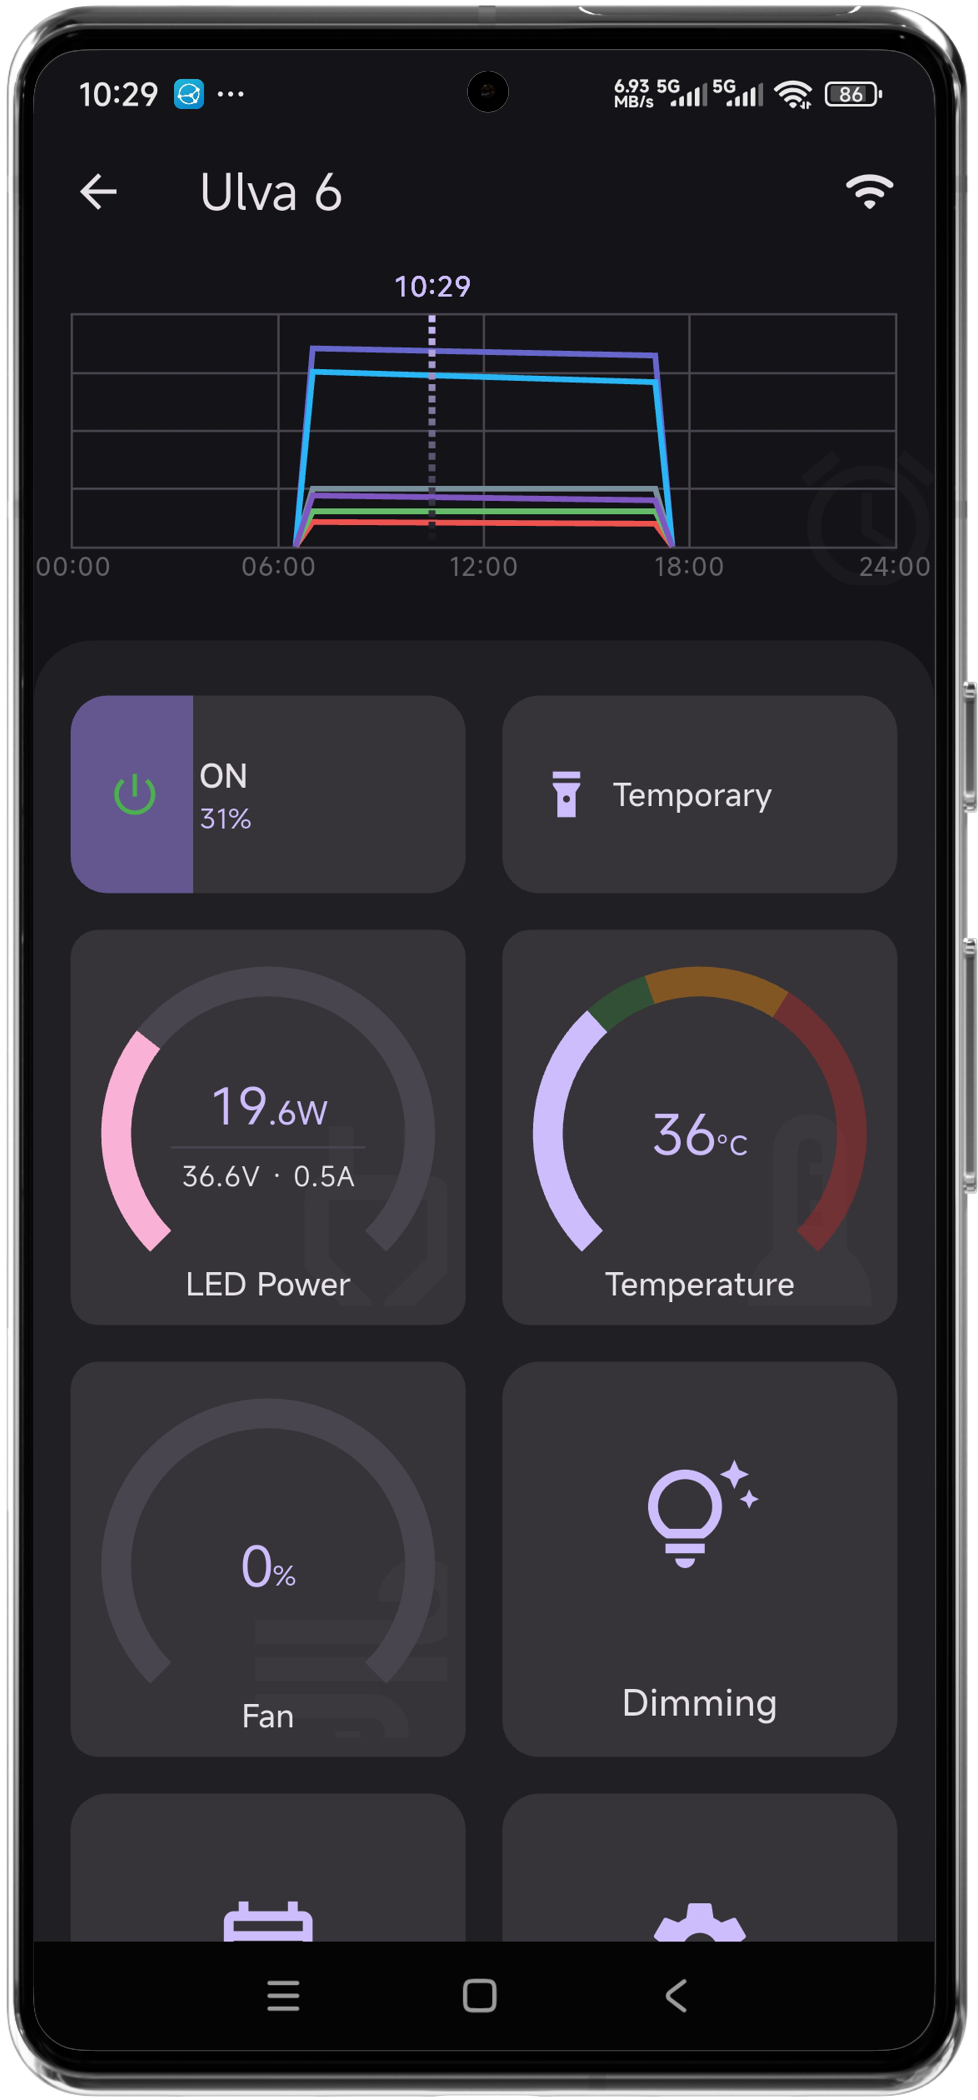 10:29 ... 6.93 MB/s 5G 5G 86
Ulva 6
10:29
00:00 06:00 12:00 18:00 24:00
ON
31%
Temporary
19.6W
36.6V · 0.5A
LED Power
36°C
Temperature
0%
Fan
Dimming